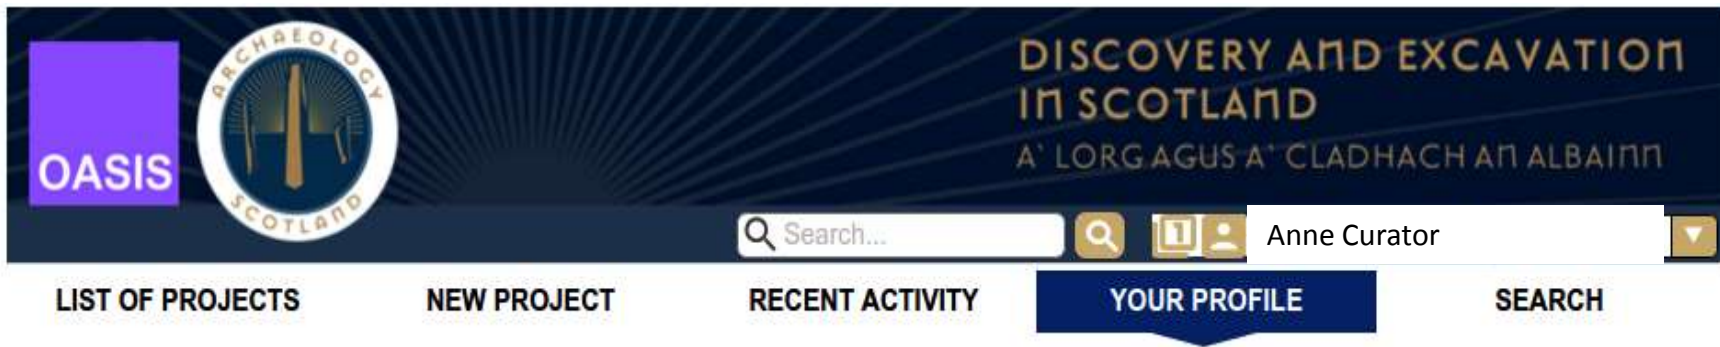 OASIS
ARCHAEOLOGY
SCOTLAND
DISCOVERY AND EXCAVATION
IN SCOTLAND
A' LORG AGUS A' CLADHACH AN ALBAINN
Search...
1
Anne Curator
LIST OF PROJECTS
NEW PROJECT
RECENT ACTIVITY
YOUR PROFILE
SEARCH